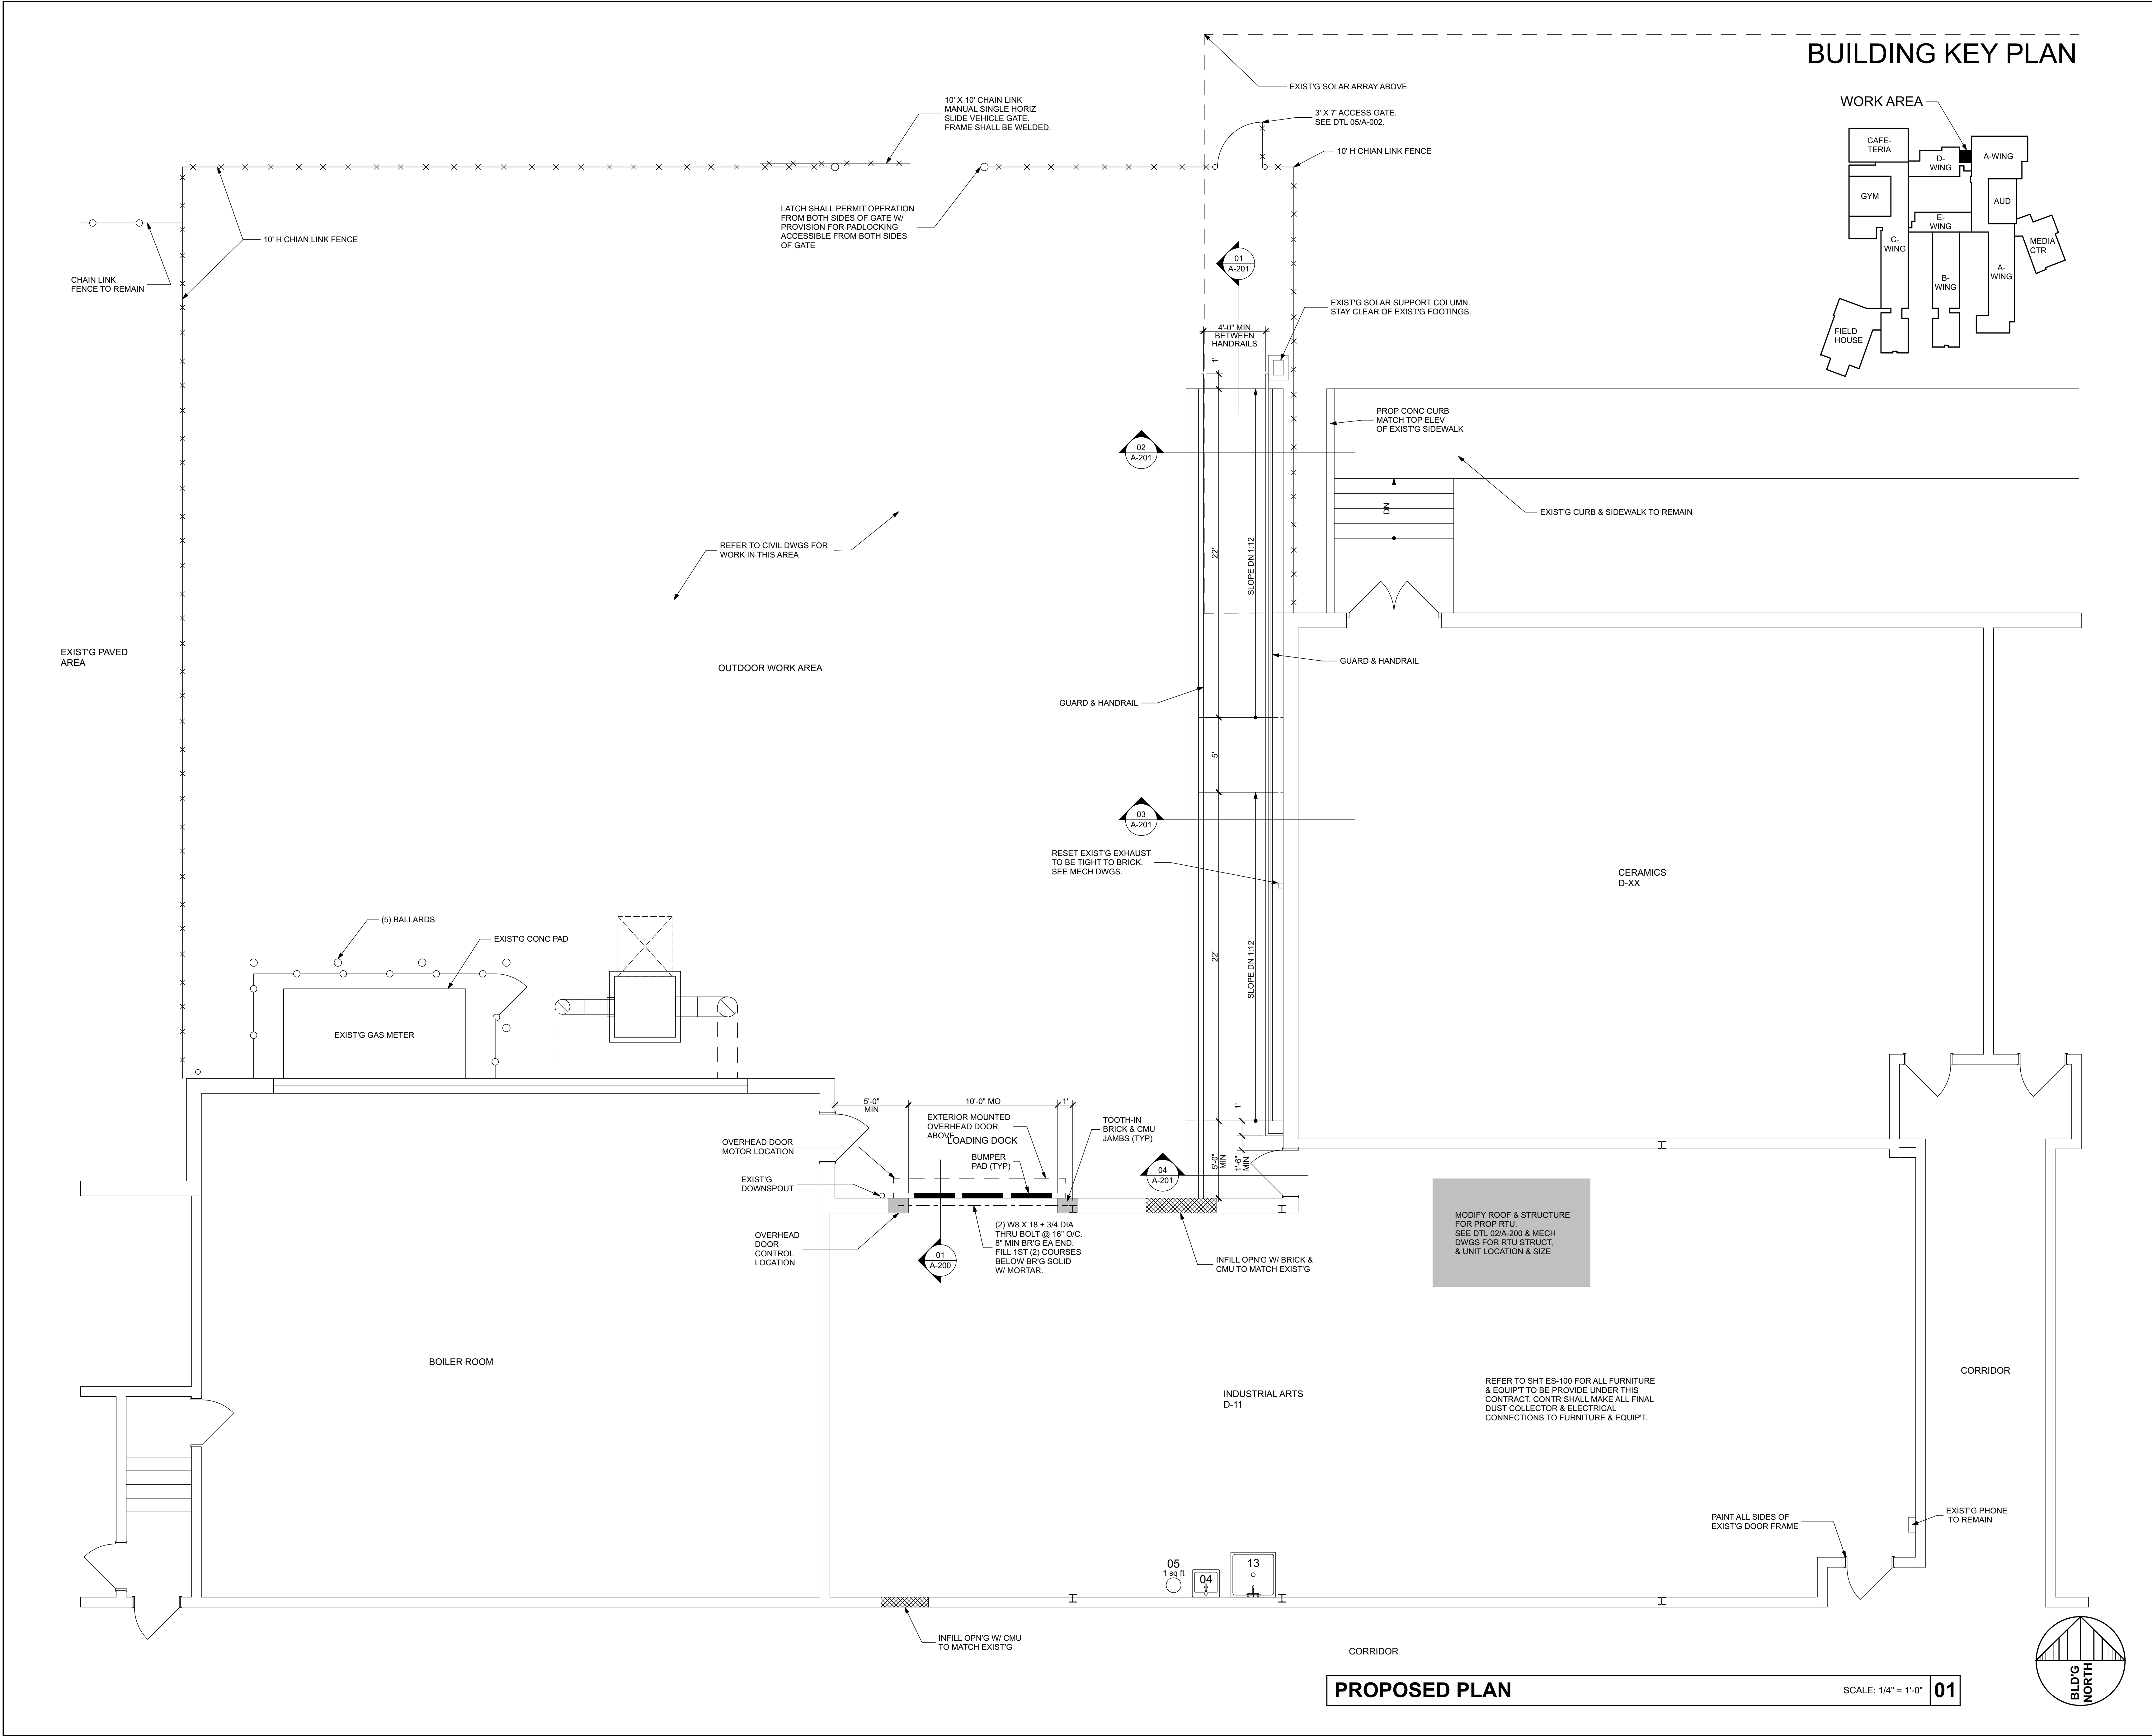 BUILDING KEY PLAN
WORK AREA
CAFE-
TERIA
D-
WING
A-WING
GYM
AUD
E-
WING
C-
WING
MEDIA
CTR
B-
WING
A-
WING
FIELD
HOUSE
EXIST'G SOLAR ARRAY ABOVE
10' X 10' CHAIN LINK
MANUAL SINGLE HORIZ
SLIDE VEHICLE GATE.
FRAME SHALL BE WELDED.
3' X 7' ACCESS GATE.
SEE DTL 05/A-002.
10' H CHIAN LINK FENCE
LATCH SHALL PERMIT OPERATION
FROM BOTH SIDES OF GATE W/
PROVISION FOR PADLOCKING
ACCESSIBLE FROM BOTH SIDES
OF GATE
10' H CHIAN LINK FENCE
CHAIN LINK
FENCE TO REMAIN
01
A-201
EXIST'G SOLAR SUPPORT COLUMN.
STAY CLEAR OF EXIST'G FOOTINGS.
4'-0" MIN
BETWEEN
HANDRAILS
1'
PROP CONC CURB
MATCH TOP ELEV
OF EXIST'G SIDEWALK
02
A-201
DN
EXIST'G CURB & SIDEWALK TO REMAIN
REFER TO CIVIL DWGS FOR
WORK IN THIS AREA
22'
SLOPE DN 1:12
EXIST'G PAVED
AREA
OUTDOOR WORK AREA
GUARD & HANDRAIL
GUARD & HANDRAIL
5'
03
A-201
RESET EXIST'G EXHAUST
TO BE TIGHT TO BRICK.
SEE MECH DWGS.
CERAMICS
D-XX
(5) BALLARDS
EXIST'G CONC PAD
22'
SLOPE DN 1:12
EXIST'G GAS METER
5'-0"
MIN
10'-0" MO
1'
1'
EXTERIOR MOUNTED
OVERHEAD DOOR
ABOVE
LOADING DOCK
TOOTH-IN
BRICK & CMU
JAMBS (TYP)
OVERHEAD DOOR
MOTOR LOCATION
BUMPER
PAD (TYP)
5'-0"
MIN
1'-6"
MIN
04
A-201
EXIST'G
DOWNSPOUT
OVERHEAD
DOOR
CONTROL
LOCATION
01
A-200
(2) W8 X 18 + 3/4 DIA
THRU BOLT @ 16" O/C.
8" MIN BR'G EA END.
FILL 1ST (2) COURSES
BELOW BR'G SOLID
W/ MORTAR.
INFILL OPN'G W/ BRICK &
CMU TO MATCH EXIST'G
MODIFY ROOF & STRUCTURE
FOR PROP RTU.
SEE DTL 02/A-200 & MECH
DWGS FOR RTU STRUCT,
& UNIT LOCATION & SIZE
BOILER ROOM
INDUSTRIAL ARTS
D-11
REFER TO SHT ES-100 FOR ALL FURNITURE
& EQUIP'T TO BE PROVIDE UNDER THIS
CONTRACT. CONTR SHALL MAKE ALL FINAL
DUST COLLECTOR & ELECTRICAL
CONNECTIONS TO FURNITURE & EQUIP'T.
CORRIDOR
PAINT ALL SIDES OF
EXIST'G DOOR FRAME
EXIST'G PHONE
TO REMAIN
05
1 sq ft
04
13
INFILL OPN'G W/ CMU
TO MATCH EXIST'G
CORRIDOR
PROPOSED PLAN
SCALE: 1/4" = 1'-0"
01
BLD'G
NORTH